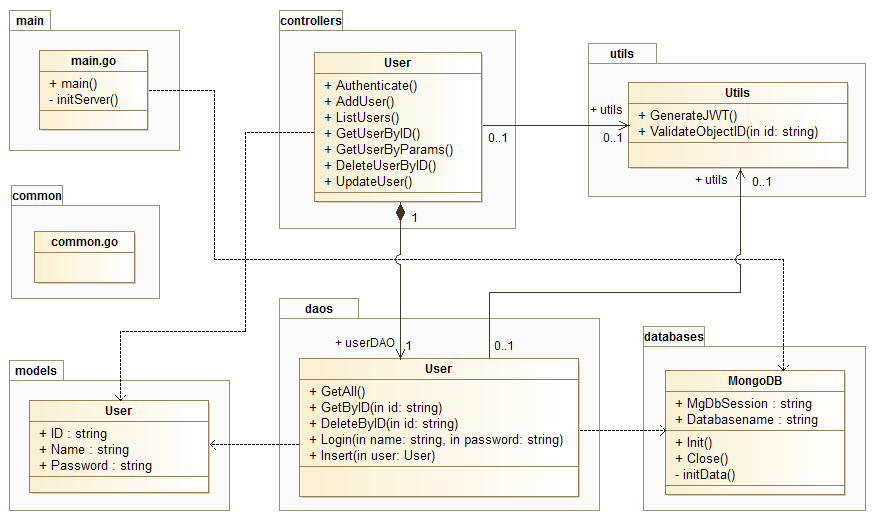 main
main.go
+ main()
- initServer()
controllers
User
+ Authenticate()
+ AddUser()
+ ListUsers()
+ GetUserByID()
+ GetUserByParams()
+ DeleteUserByID()
+ UpdateUser()
utils
Utils
+ GenerateJWT()
+ ValidateObjectID(in id: string)
+ utils
0..1
0..1
+ utils
0..1
1
common
common.go
daos
+ userDAO
1
0..1
User
+ GetAll()
+ GetByID(in id: string)
+ DeleteByID(in id: string)
+ Login(in name: string, in password: string)
+ Insert(in user: User)
databases
MongoDB
+ MgDbSession : string
+ Databasename : string
+ Init()
+ Close()
- initData()
models
User
+ ID : string
+ Name : string
+ Password : string